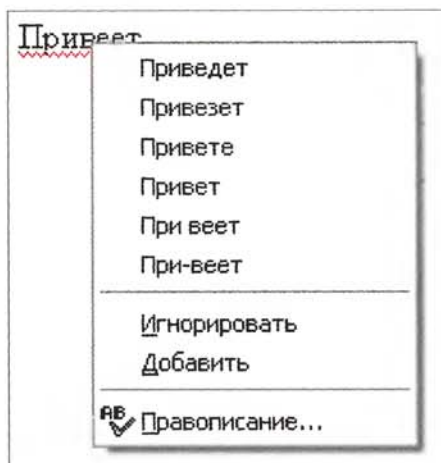 Привеет
Приведет
Привезет
Привете
Привет
При веет
При-веет
Игнорировать
Добавить
Правописание...